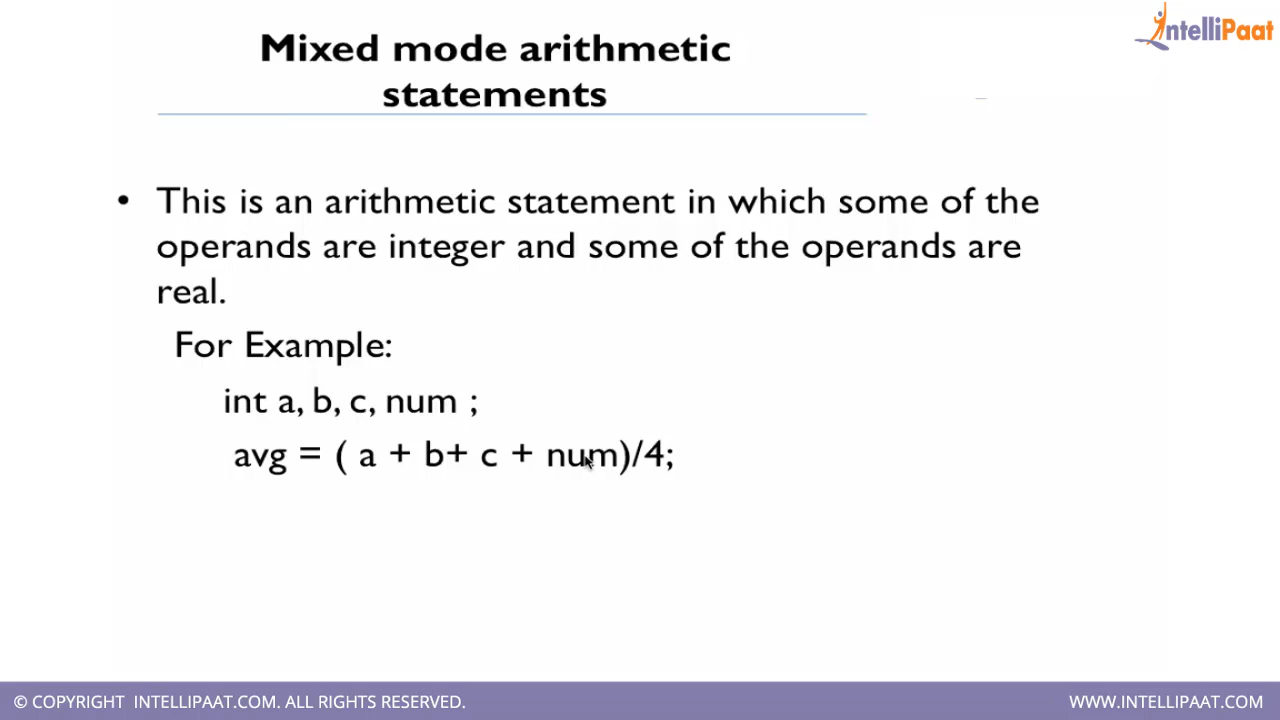 IntelliPaat
Mixed mode arithmetic
statements
• This is an arithmetic statement in which some of the
operands are integer and some of the operands are
real.
For Example:
int a, b, c, num ;
avg = ( a + b+ c + num)/4;
© COPYRIGHT INTELLIPAAT.COM. ALL RIGHTS RESERVED.
WWW.INTELLIPAAT.COM